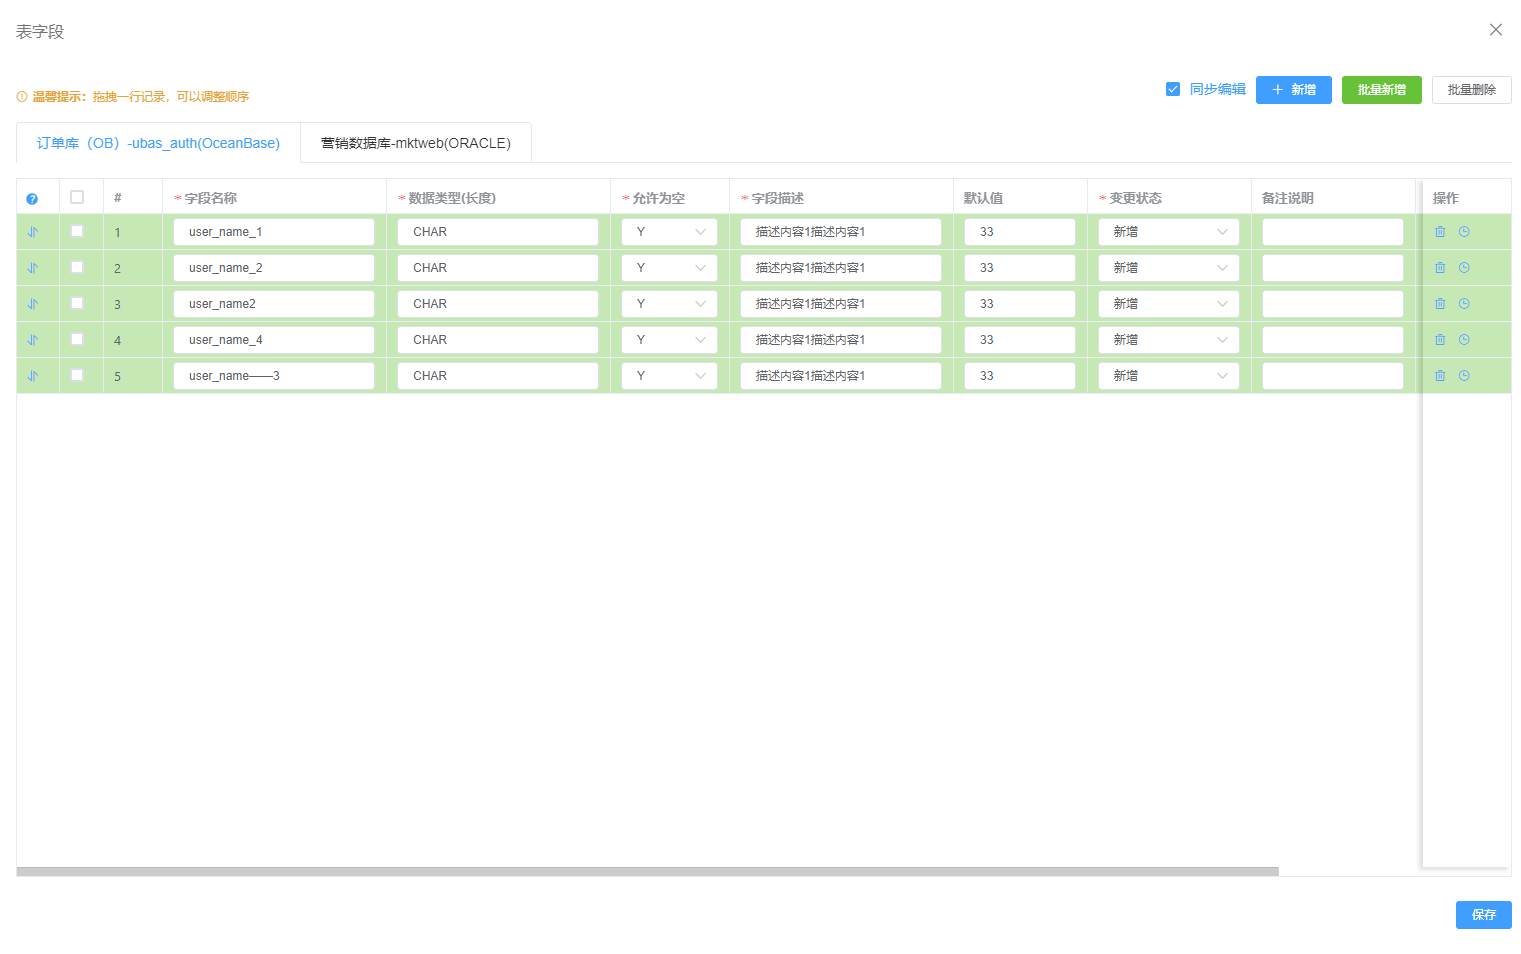 表字段
温馨提示：拖拽一行记录，可以调整顺序
同步编辑 新增 批量新增 批量删除
订单库（OB）-ubas_auth(OceanBase) 营销数据库-mktweb(ORACLE)
# * 字段名称 * 数据类型(长度) * 允许为空 * 字段描述 默认值 * 变更状态 备注说明 操作
1 user_name_1 CHAR Y 描述内容1描述内容1 33 新增
2 user_name_2 CHAR Y 描述内容1描述内容1 33 新增
3 user_name2 CHAR Y 描述内容1描述内容1 33 新增
4 user_name_4 CHAR Y 描述内容1描述内容1 33 新增
5 user_name——3 CHAR Y 描述内容1描述内容1 33 新增
保存